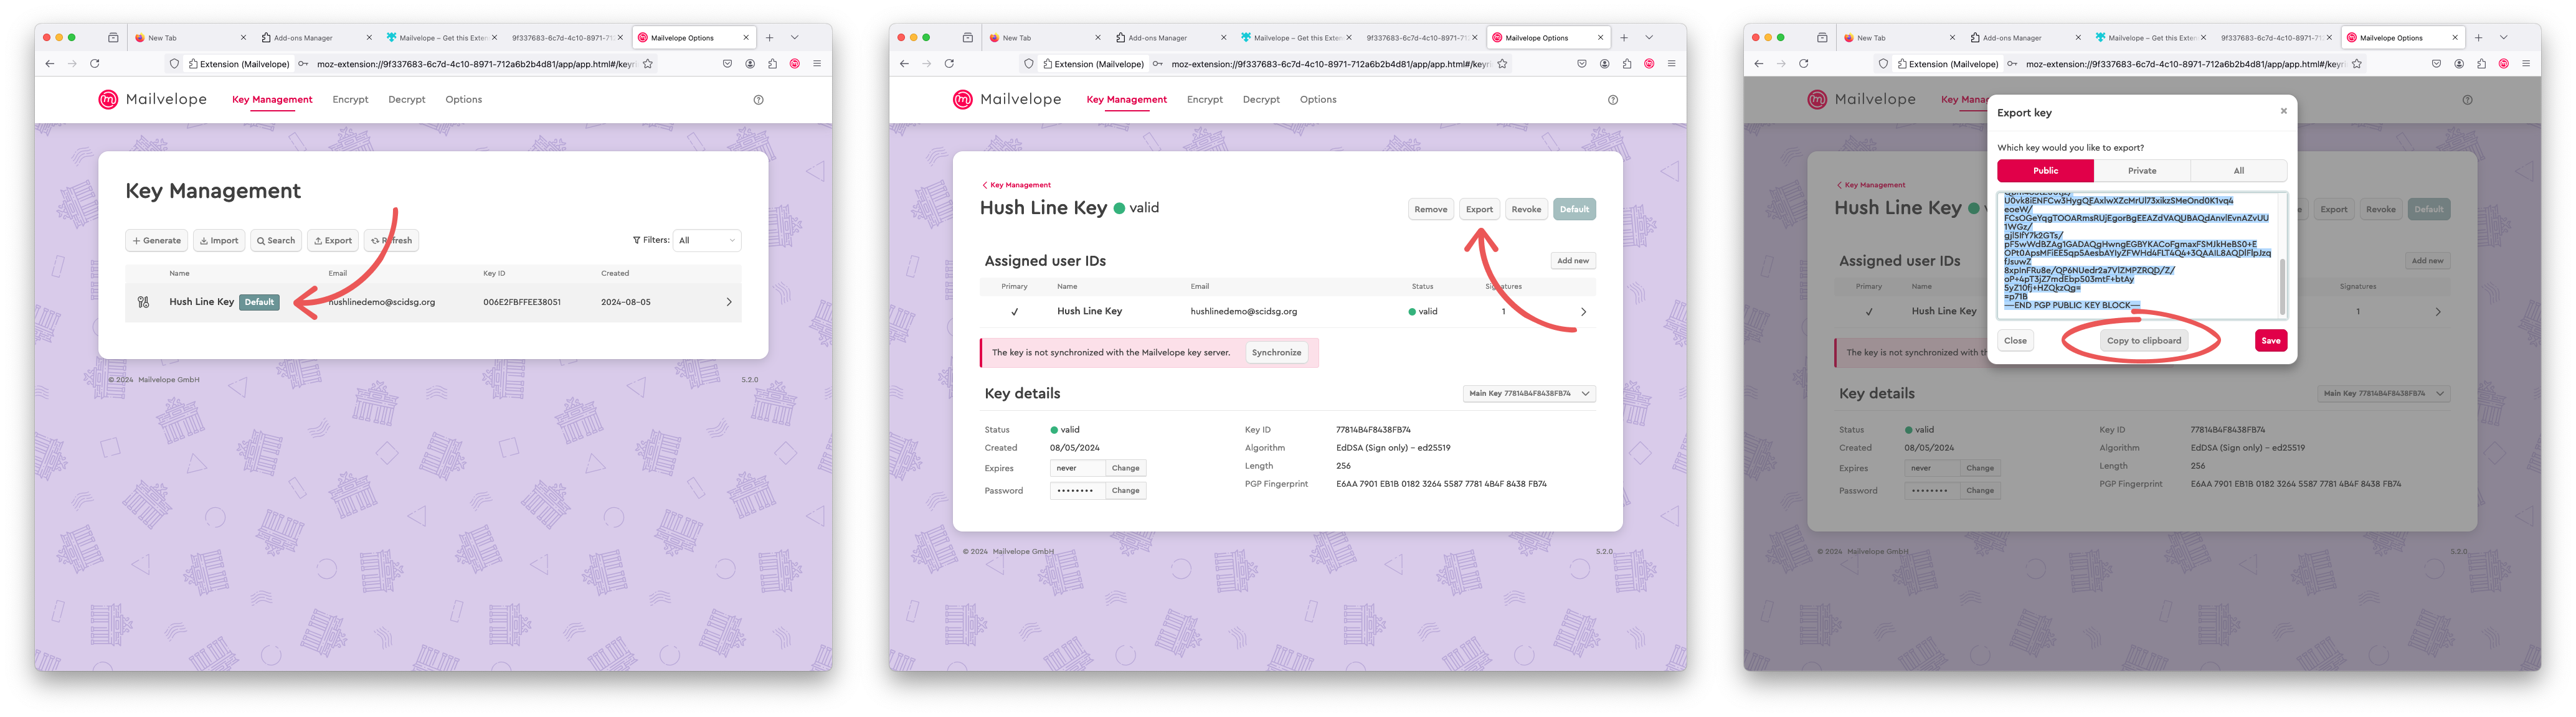 New Tab
Add-ons Manager
Mailvelope – Get this Exten
9f337683-6c7d-4c10-8971-71
Mailvelope Options
Extension (Mailvelope)
moz-extension://9f337683-6c7d-4c10-8971-712a6b2b4d81/app/app.html#/keyr
Mailvelope
Key Management
Encrypt
Decrypt
Options
Key Management
Generate
Import
Search
Export
Refresh
Filters:
All
Name
Email
Key ID
Created
Hush Line Key
Default
hushlinedemo@scidsg.org
006E2FBFFEE38051
2024-08-05
© 2024 Mailvelope GmbH
5.2.0
New Tab
Add-ons Manager
Mailvelope – Get this Exten
9f337683-6c7d-4c10-8971-71
Mailvelope Options
Extension (Mailvelope)
moz-extension://9f337683-6c7d-4c10-8971-712a6b2b4d81/app/app.html#/keyr
Mailvelope
Key Management
Encrypt
Decrypt
Options
Key Management
Hush Line Key
valid
Remove
Export
Revoke
Default
Assigned user IDs
Add new
Primary
Name
Email
Status
Signatures
Hush Line Key
hushlinedemo@scidsg.org
valid
1
The key is not synchronized with the Mailvelope key server.
Synchronize
Key details
Main Key 77814B4F8438FB74
Status
valid
Created
08/05/2024
Expires
never
Change
Password
Change
Key ID
77814B4F8438FB74
Algorithm
EdDSA (Sign only) – ed25519
Length
256
PGP Fingerprint
E6AA 7901 EB1B 0182 3264 5587 7781 4B4F 8438 FB74
© 2024 Mailvelope GmbH
5.2.0
New Tab
Add-ons Manager
Mailvelope – Get this Exten
9f337683-6c7d-4c10-8971-71
Mailvelope Options
Extension (Mailvelope)
moz-extension://9f337683-6c7d-4c10-8971-712a6b2b4d81/app/app.html#/keyr
Mailvelope
Key Mana
Export key
Which key would you like to export?
Public
Private
All
eoeW/
1WGz/
gjl5IfY7k2GTs/
fJsuwZ
5yZ10fj+HZQkzQg=
=p71B
-----END PGP PUBLIC KEY BLOCK-----
Close
Copy to clipboard
Save
Key Management
Hush Line Key
Export
Revoke
Default
Assigned user IDs
Add new
Primary
Name
Signatures
Hush Line Key
1
The key is not synchronized with th
Key details
Main Key 77814B4F8438FB74
Status
valid
Created
08/05/2024
Expires
never
Change
Password
Change
Key ID
77814B4F8438FB74
Algorithm
EdDSA (Sign only) – ed25519
Length
256
PGP Fingerprint
E6AA 7901 EB1B 0182 3264 5587 7781 4B4F 8438 FB74
© 2024 Mailvelope GmbH
5.2.0